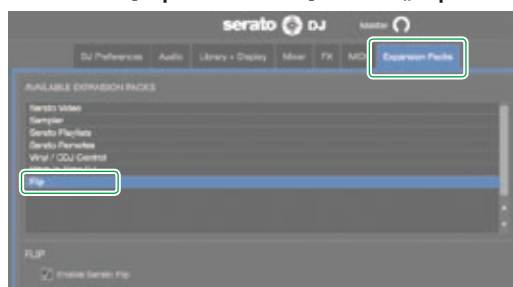 serato DJ Master
DJ Preferences Audio Library + Display Mixer FX MIDI Expansion Packs
AVAILABLE EXPANSION PACKS
Serato Video
Sampler
Serato Playlists
Serato Remotes
Vinyl / CDJ Control
Flip
FLIP
Enable Serato Flip